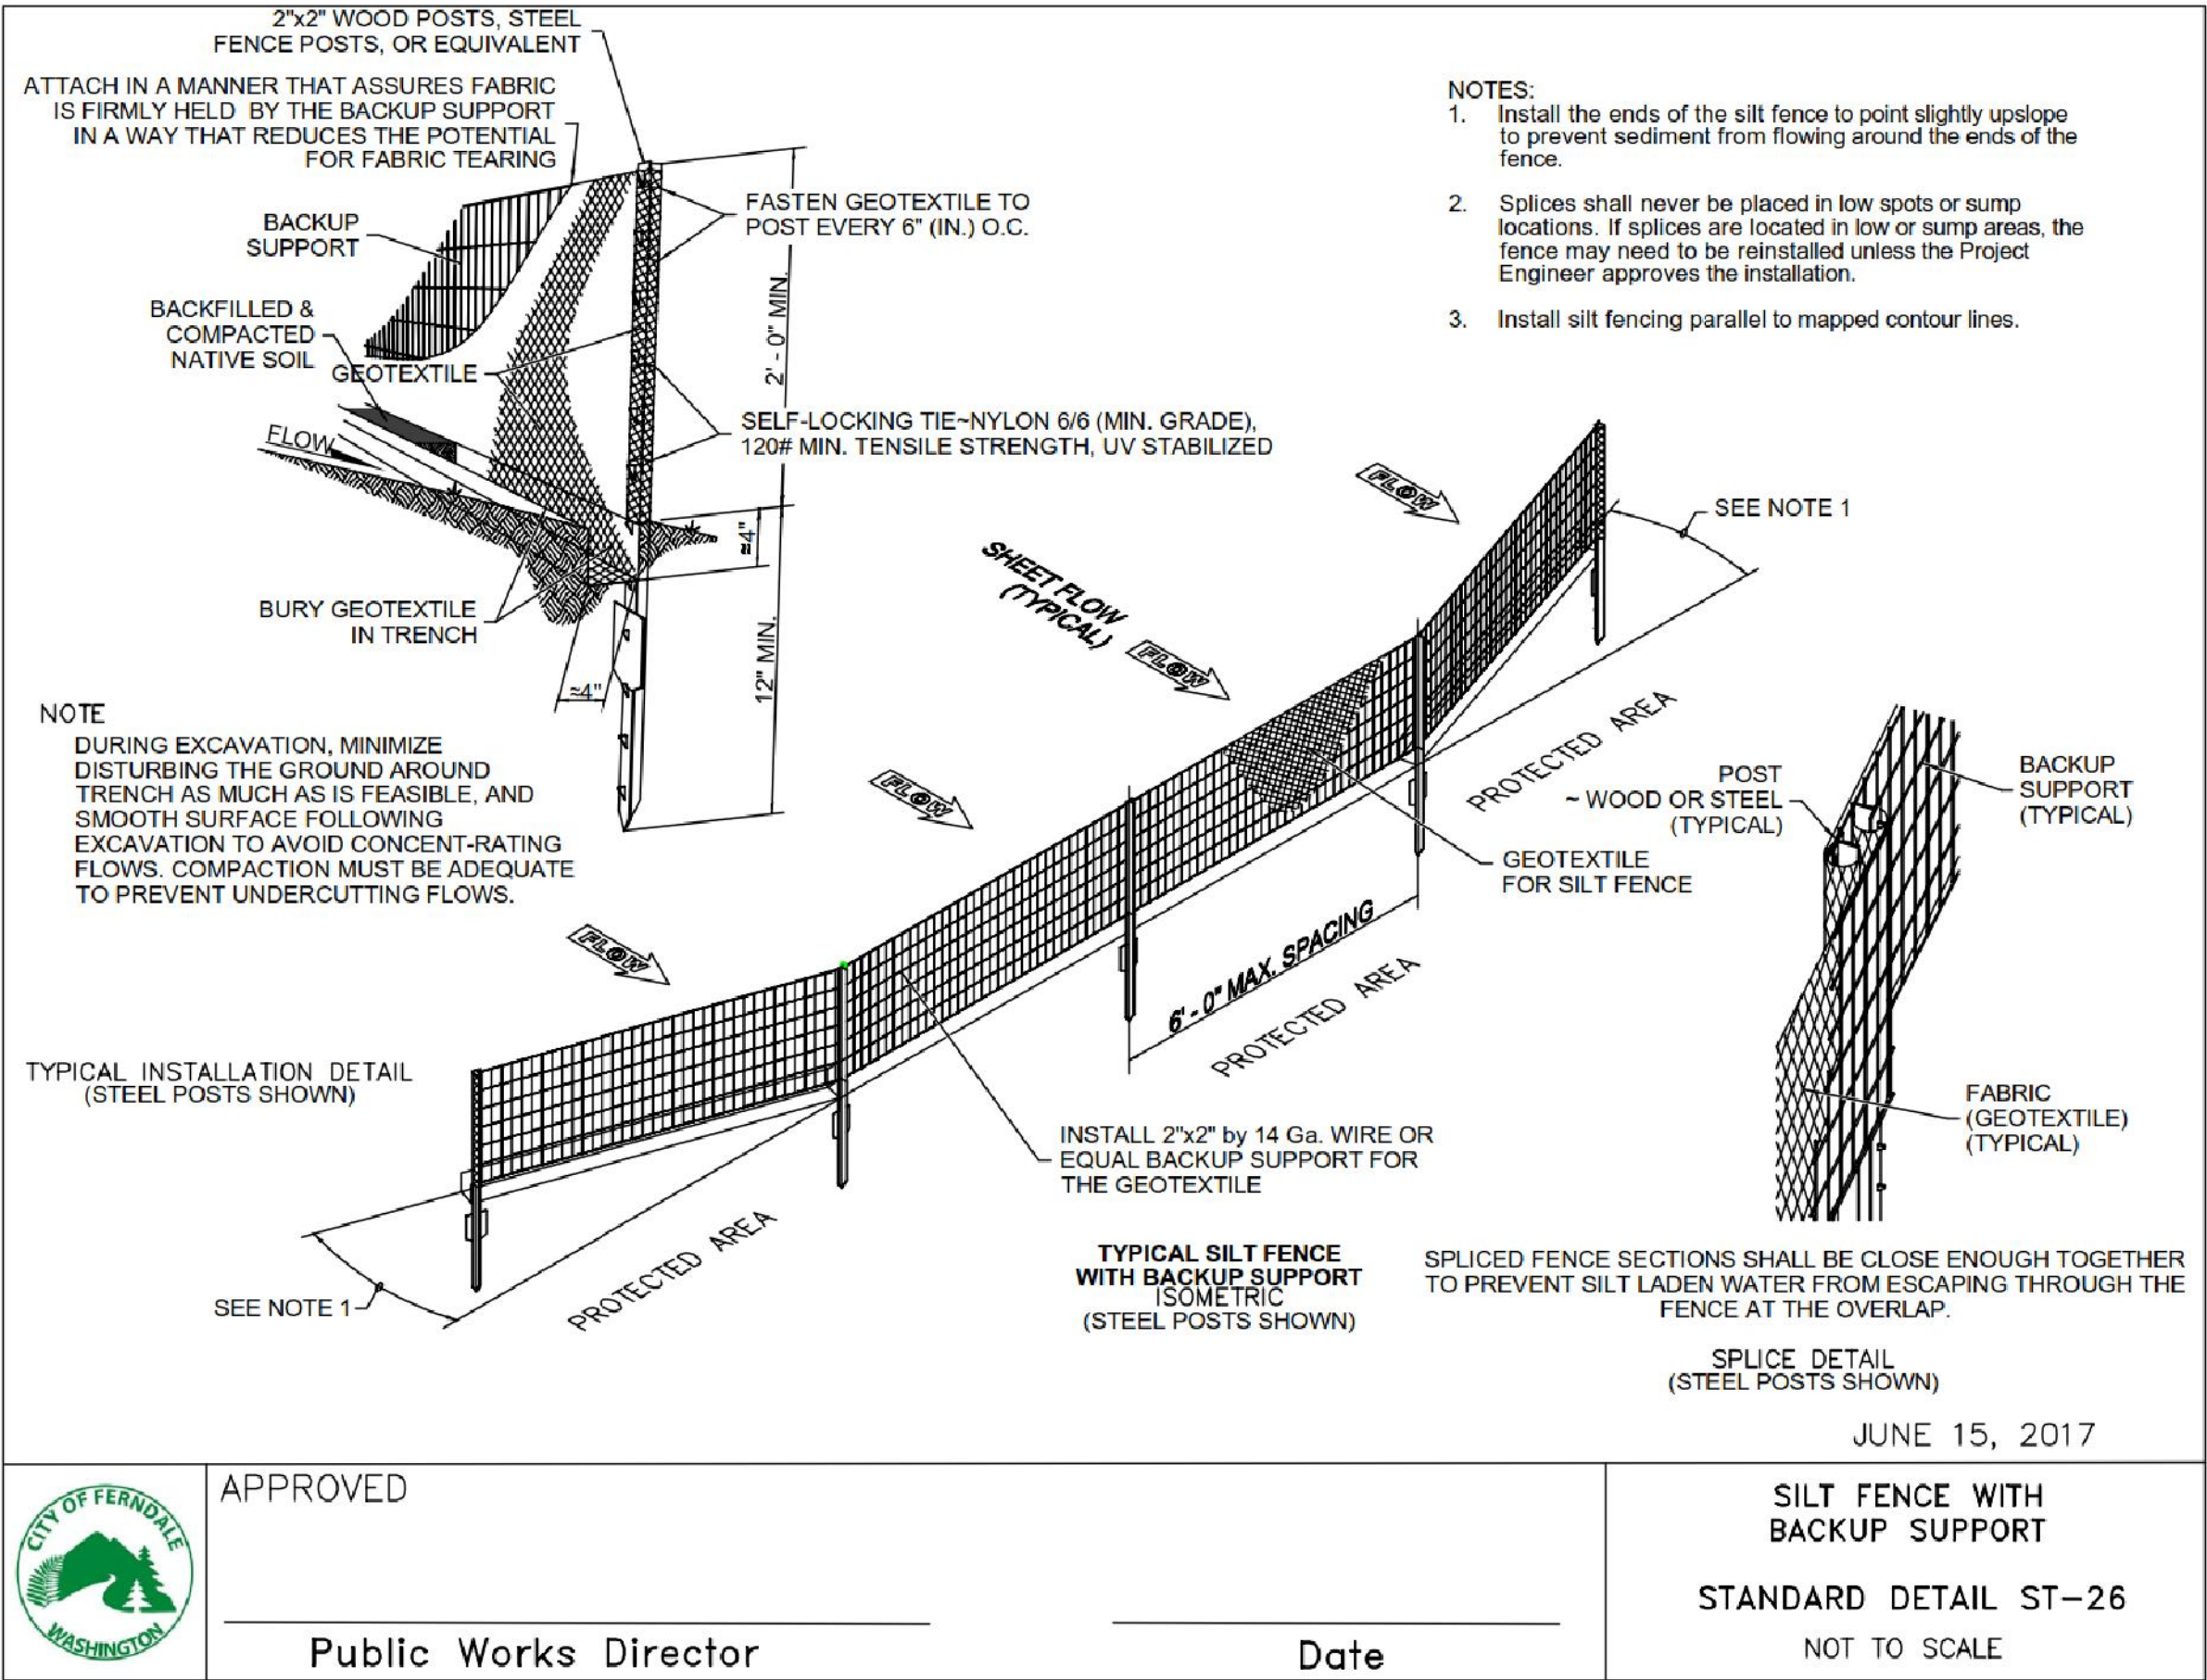 2"x2" WOOD POSTS, STEEL
FENCE POSTS, OR EQUIVALENT
ATTACH IN A MANNER THAT ASSURES FABRIC
IS FIRMLY HELD BY THE BACKUP SUPPORT
IN A WAY THAT REDUCES THE POTENTIAL
FOR FABRIC TEARING
BACKUP
SUPPORT
BACKFILLED &
COMPACTED
NATIVE SOIL
GEOTEXTILE
FLOW
BURY GEOTEXTILE
IN TRENCH
FASTEN GEOTEXTILE TO
POST EVERY 6" (IN.) O.C.
2' - 0" MIN.
SELF-LOCKING TIE~NYLON 6/6 (MIN. GRADE),
120# MIN. TENSILE STRENGTH, UV STABILIZED
≈4"
12" MIN.
≈4"
NOTE
DURING EXCAVATION, MINIMIZE
DISTURBING THE GROUND AROUND
TRENCH AS MUCH AS IS FEASIBLE, AND
SMOOTH SURFACE FOLLOWING
EXCAVATION TO AVOID CONCENT-RATING
FLOWS. COMPACTION MUST BE ADEQUATE
TO PREVENT UNDERCUTTING FLOWS.
TYPICAL INSTALLATION DETAIL
(STEEL POSTS SHOWN)
NOTES:
1. Install the ends of the silt fence to point slightly upslope
to prevent sediment from flowing around the ends of the
fence.
2. Splices shall never be placed in low spots or sump
locations. If splices are located in low or sump areas, the
fence may need to be reinstalled unless the Project
Engineer approves the installation.
3. Install silt fencing parallel to mapped contour lines.
FLOW
SEE NOTE 1
SHEET FLOW
(TYPICAL)
FLOW
FLOW
FLOW
PROTECTED AREA
GEOTEXTILE
FOR SILT FENCE
6' - 0" MAX. SPACING
PROTECTED AREA
INSTALL 2"x2" by 14 Ga. WIRE OR
EQUAL BACKUP SUPPORT FOR
THE GEOTEXTILE
PROTECTED AREA
SEE NOTE 1
TYPICAL SILT FENCE
WITH BACKUP SUPPORT
ISOMETRIC
(STEEL POSTS SHOWN)
POST
~ WOOD OR STEEL
(TYPICAL)
BACKUP
SUPPORT
(TYPICAL)
FABRIC
(GEOTEXTILE)
(TYPICAL)
SPLICED FENCE SECTIONS SHALL BE CLOSE ENOUGH TOGETHER
TO PREVENT SILT LADEN WATER FROM ESCAPING THROUGH THE
FENCE AT THE OVERLAP.
SPLICE DETAIL
(STEEL POSTS SHOWN)
JUNE 15, 2017
CITY OF FERNDALE
WASHINGTON
APPROVED
Public Works Director
Date
SILT FENCE WITH
BACKUP SUPPORT
STANDARD DETAIL ST-26
NOT TO SCALE